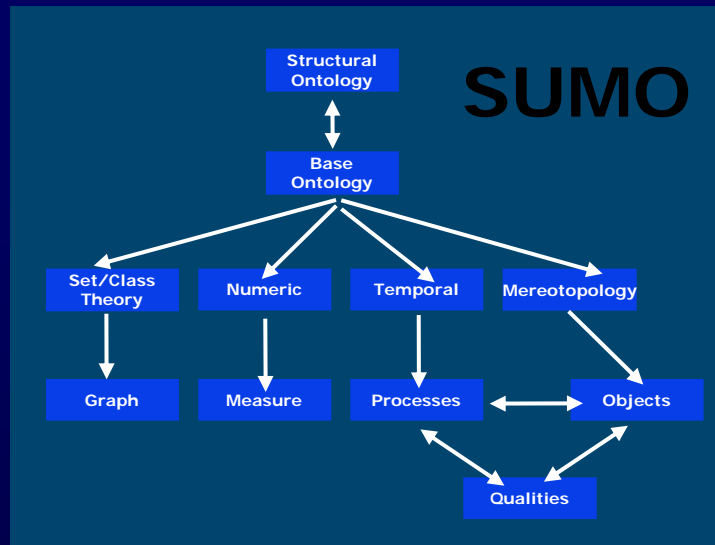 SUMO
Structural
Ontology
Base
Ontology
Set/Class
Theory
Numeric
Temporal
Mereotopology
Graph
Measure
Processes
Objects
Qualities